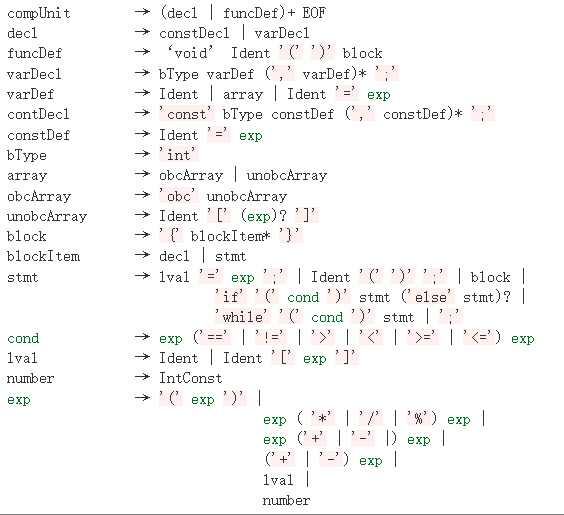 compUnit → (decl | funcDef)+ EOF
decl → constDecl | varDecl
funcDef → ‘void’ Ident '(' ')' block
varDecl → bType varDef (',' varDef)* ';'
varDef → Ident | array | Ident '=' exp
contDecl → 'const' bType constDef (',' constDef)* ';'
constDef → Ident '=' exp
bType → 'int'
array → obcArray | unobcArray
obcArray → 'obc' unobcArray
unobcArray → Ident '[' (exp)? ']'
block → '{' blockItem* '}'
blockItem → decl | stmt
stmt → lval '=' exp ';' | Ident '(' ')' ';' | block |
'if' '(' cond ')' stmt ('else' stmt)? |
'while' '(' cond ')' stmt | ';'
cond → exp ('==' | '!=' | '>' | '<' | '>=' | '<=') exp
lval → Ident | Ident '[' exp ']'
number → IntConst
exp → '(' exp ')' |
exp ( '*' | '/' | '%') exp |
exp ('+' | '-' |) exp |
('+' | '-') exp |
lval |
number